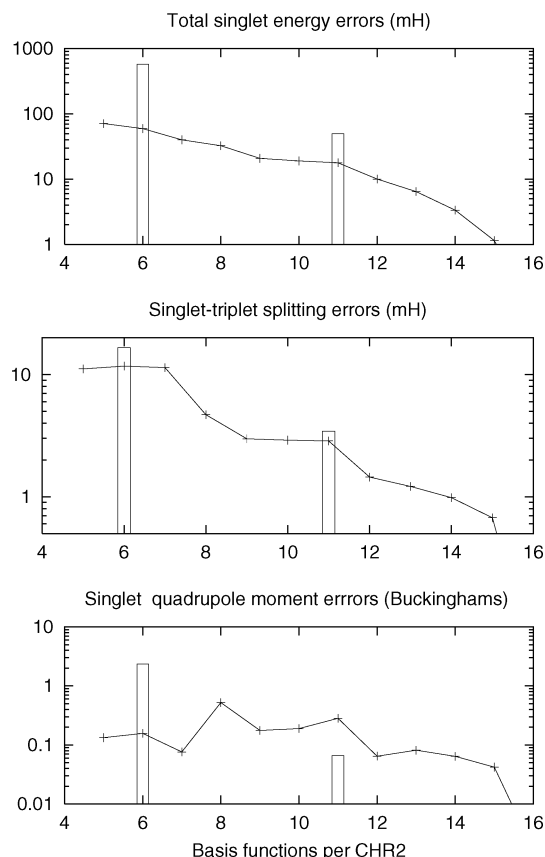 Total singlet energy errors (mH)
1000
100
10
1
4 6 8 10 12 14 16
Singlet-triplet splitting errors (mH)
10
1
4 6 8 10 12 14 16
Singlet quadrupole moment errrors (Buckinghams)
10
1
0.1
0.01
4 6 8 10 12 14 16
Basis functions per CHR2